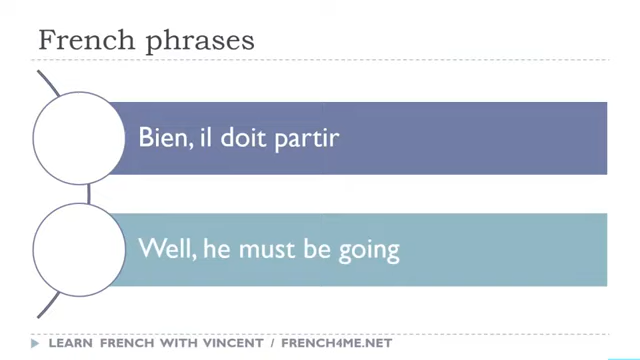 French phrases
Bien, il doit partir
Well, he must be going
LEARN FRENCH WITH VINCENT / FRENCH4ME.NET